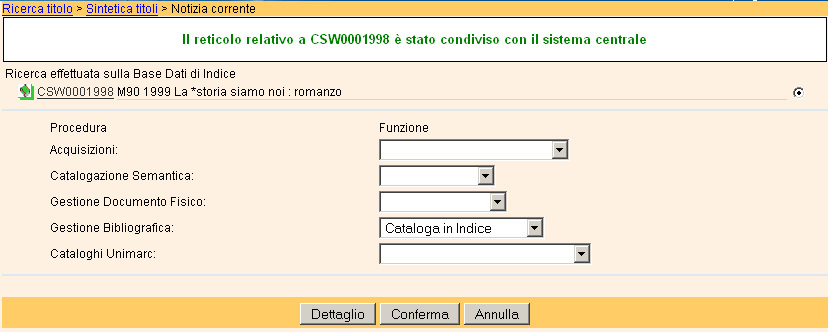 Ricerca titolo > Sintetica titoli > Notizia corrente
Il reticolo relativo a CSW0001998 è stato condiviso con il sistema centrale
Ricerca effettuata sulla Base Dati di Indice
CSW0001998 M90 1999 La *storia siamo noi : romanzo
Procedura Funzione
Acquisizioni:
Catalogazione Semantica:
Gestione Documento Fisico:
Gestione Bibliografica: Cataloga in Indice
Cataloghi Unimarc:
Dettaglio Conferma Annulla